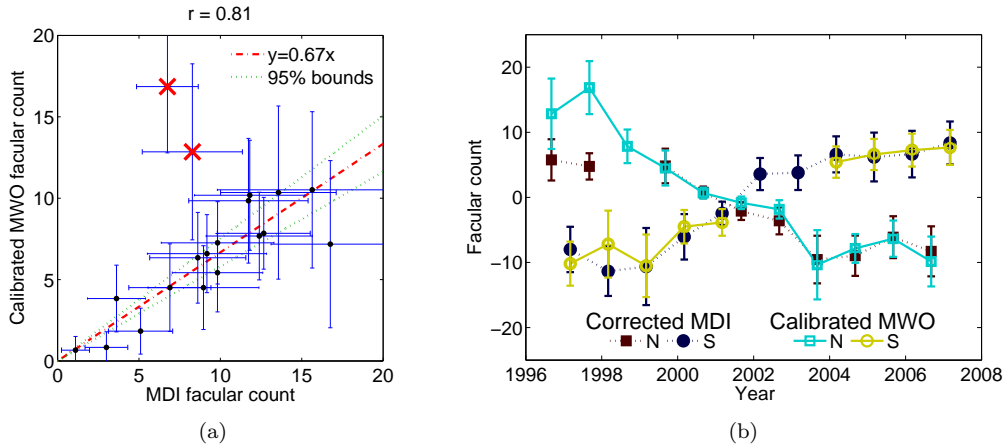 r = 0.81
Calibrated MWO facular count
20
15
10
5
0
y=0.67x
95% bounds
0 5 10 15 20
MDI facular count
(a)
Facular count
20
10
0
−10
−20
Corrected MDI Calibrated MWO
N S N S
1996 1998 2000 2002 2004 2006 2008
Year
(b)